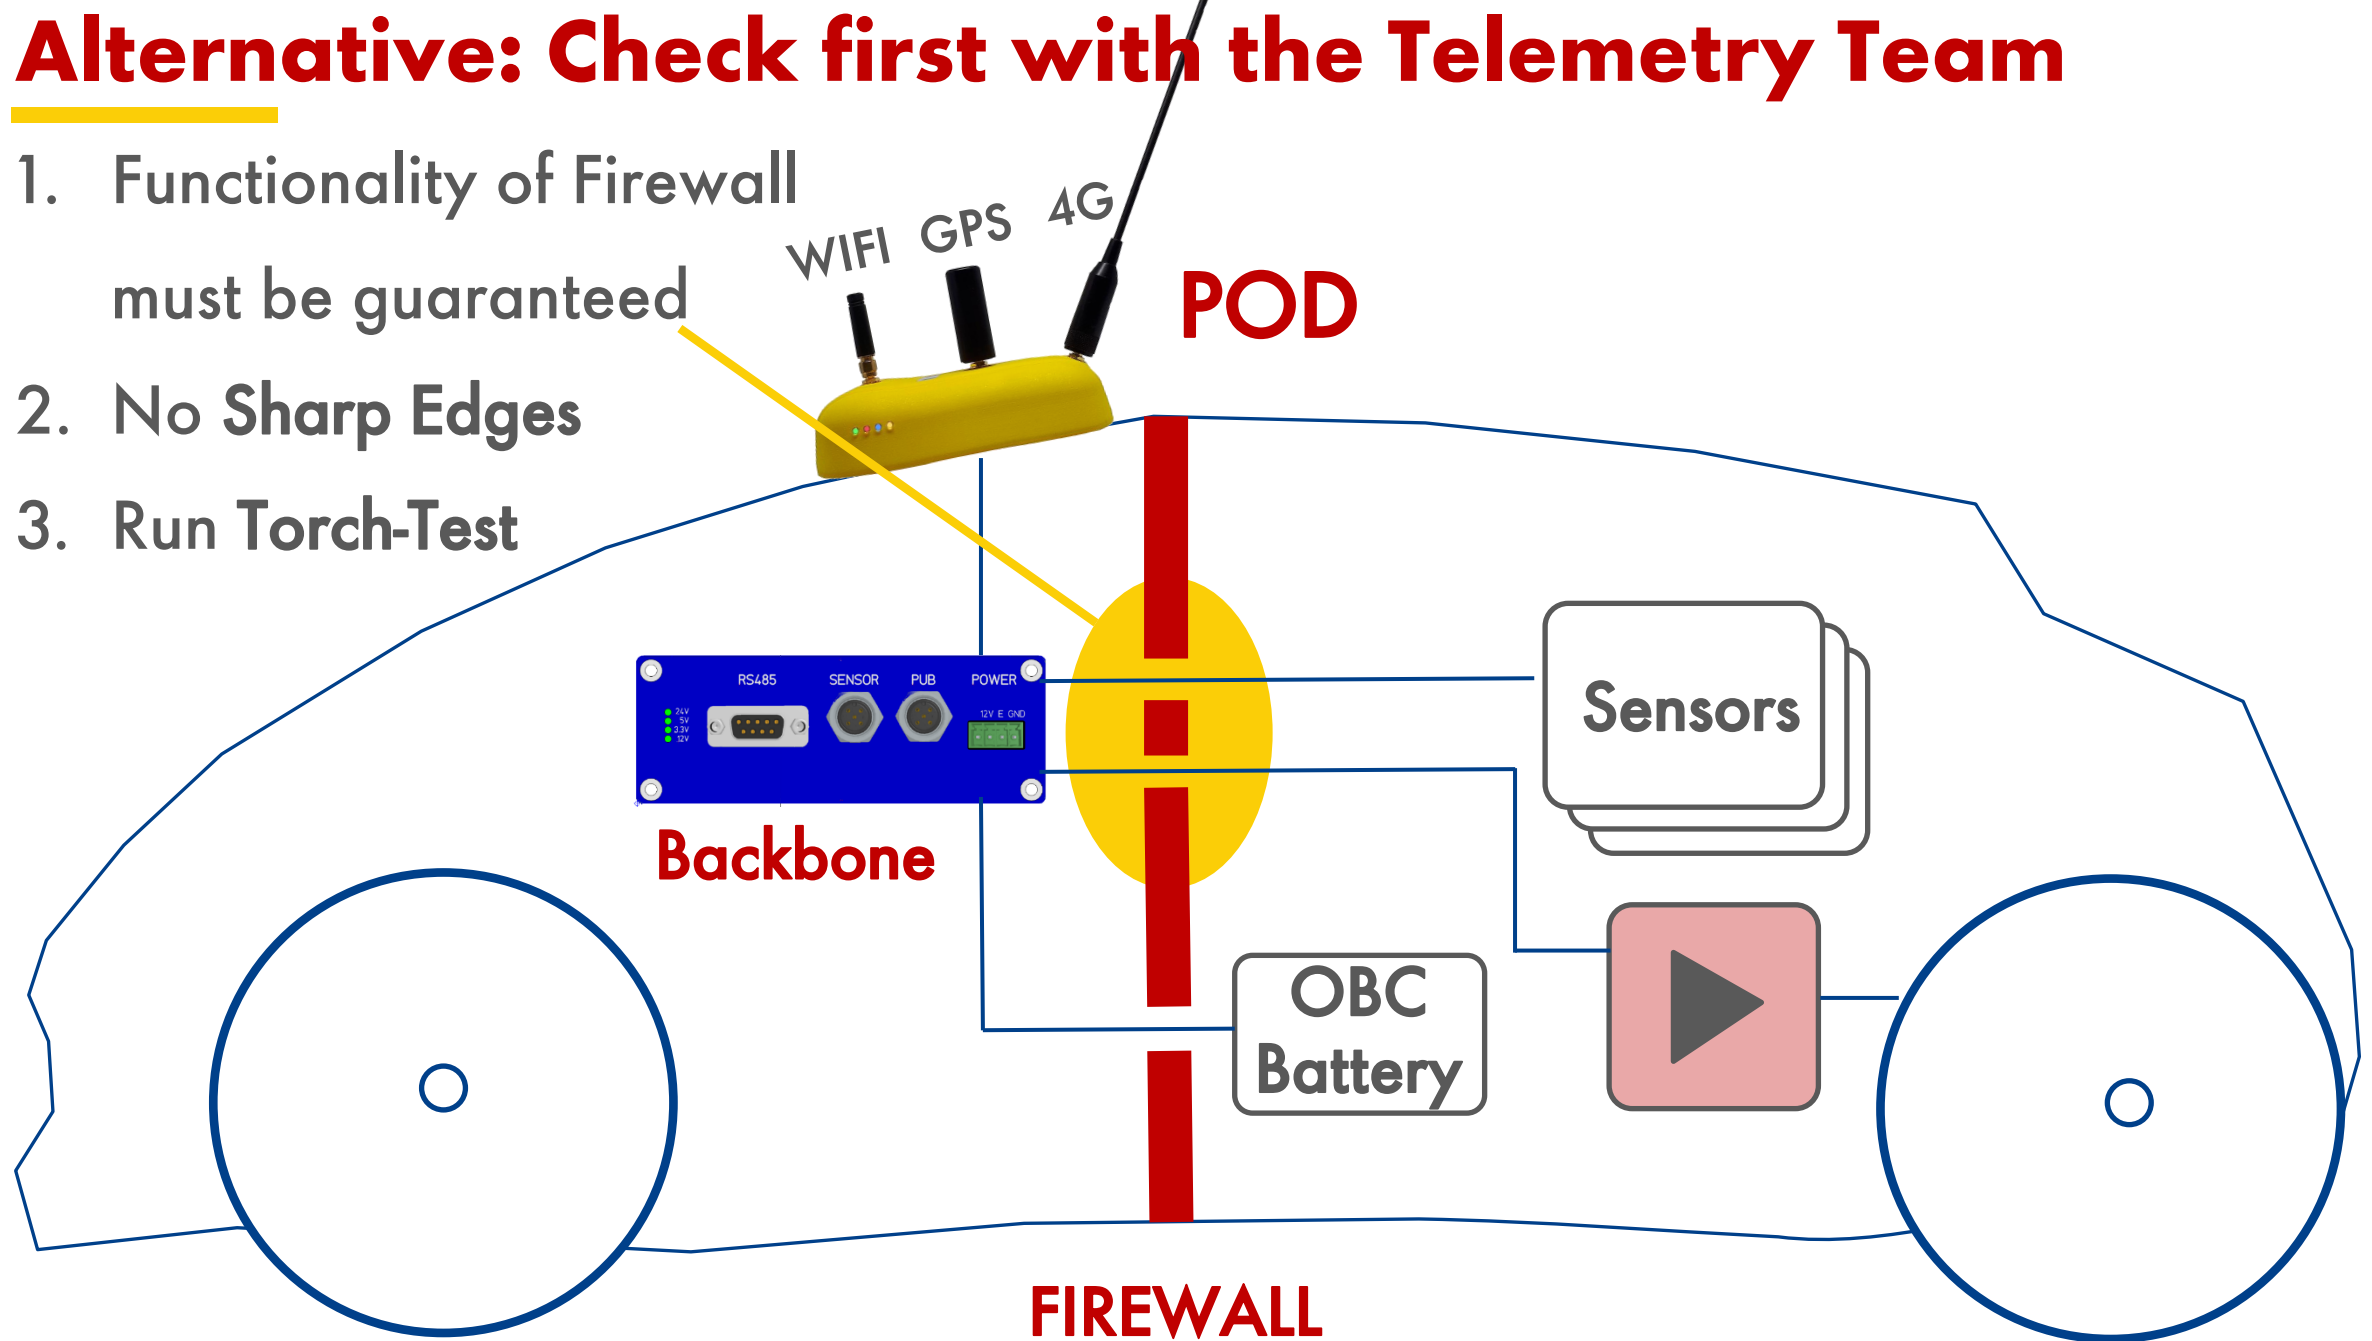 Alternative: Check first with the Telemetry Team
1. Functionality of Firewall
must be guaranteed
2. No Sharp Edges
3. Run Torch-Test
WIFI GPS 4G
POD
RS485 SENSOR PUB POWER
24V
5V
3.3V
12V
12V E GND
Backbone
Sensors
OBC
Battery
FIREWALL